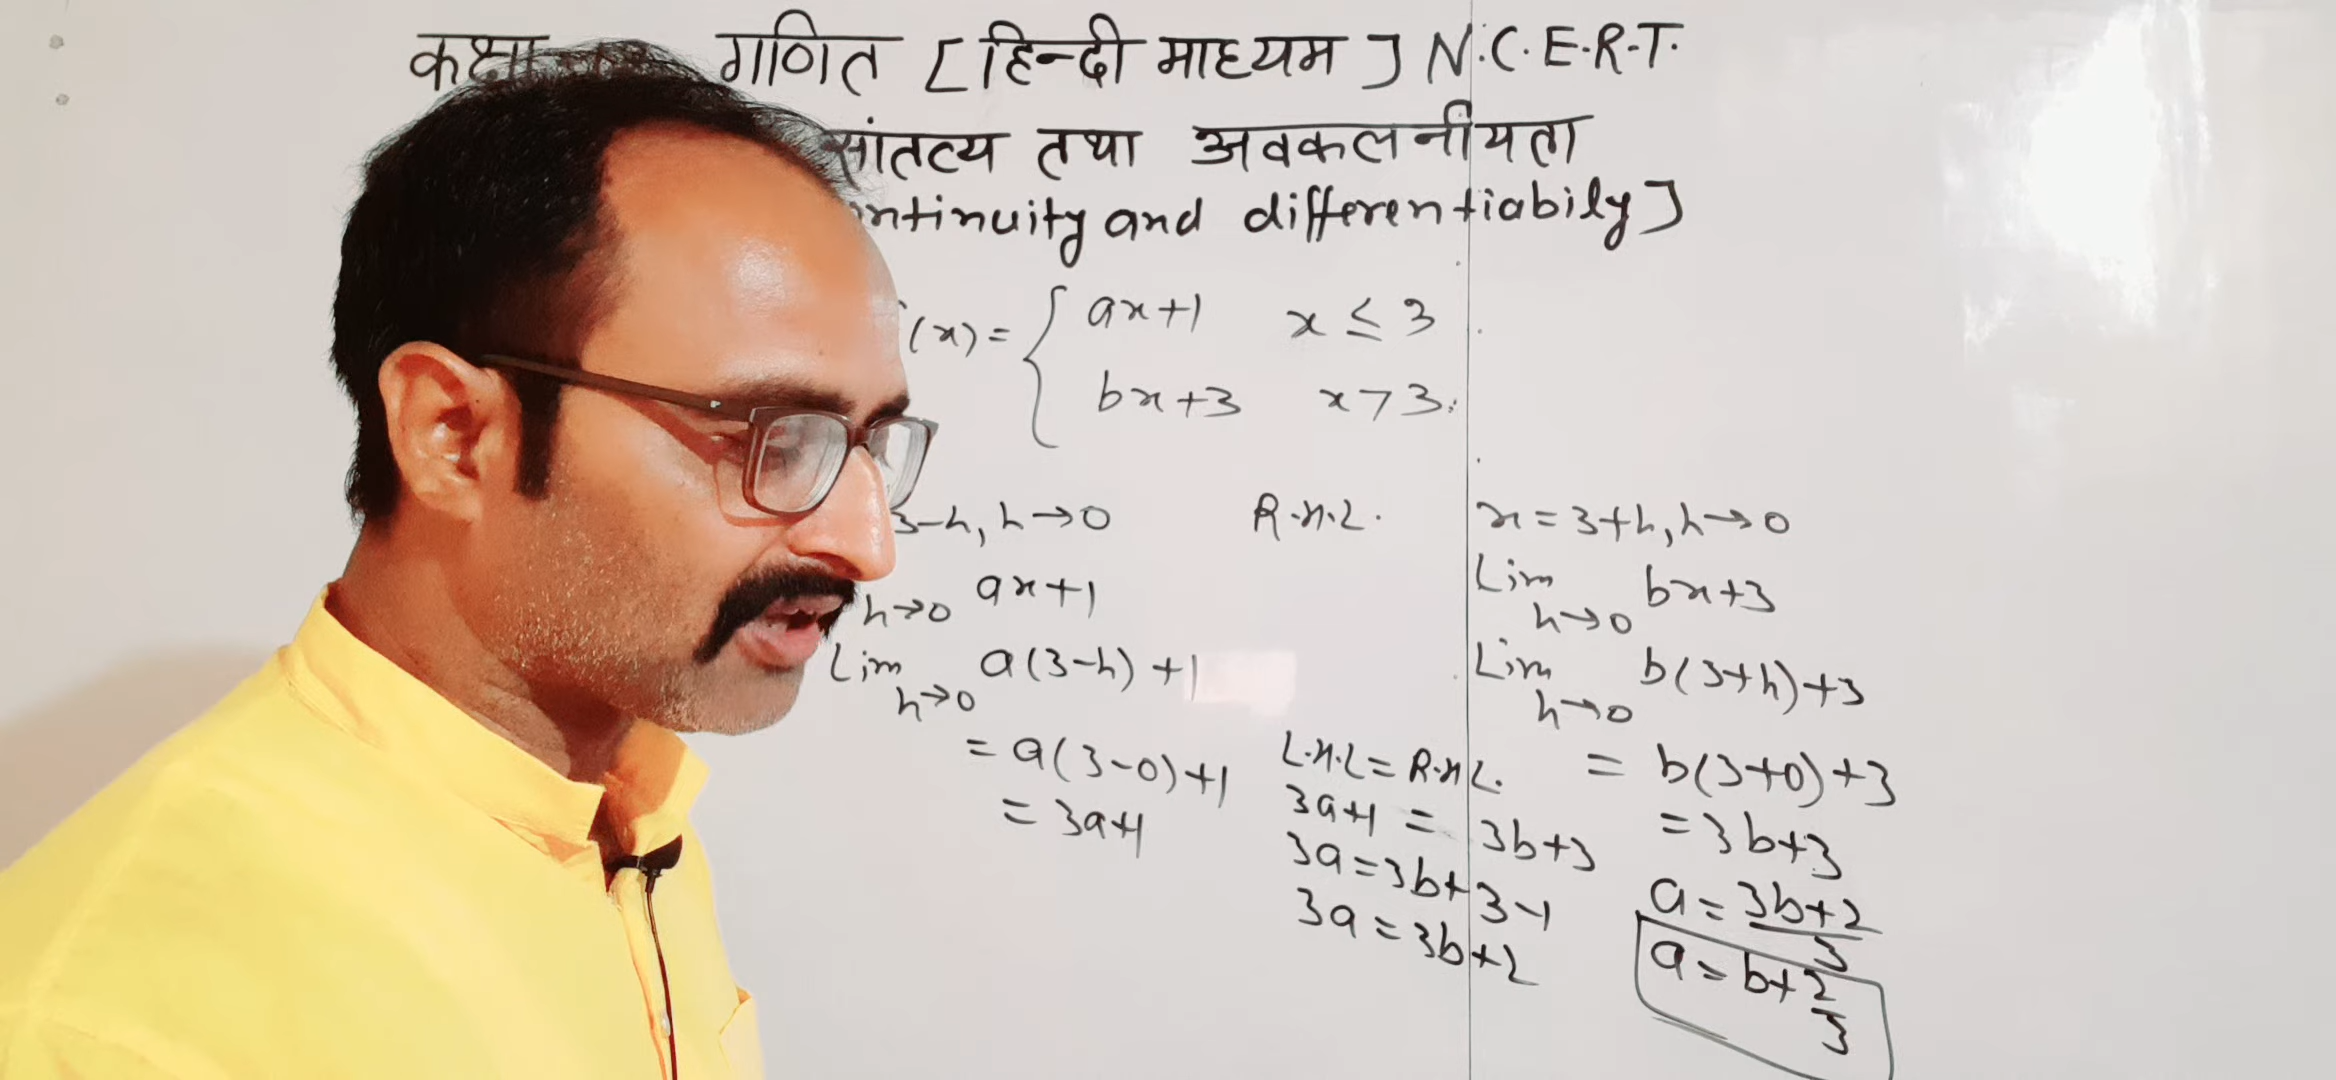 कक्षा गणित [हिन्दी माध्यम] N.C.E.R.T.
सांतत्य तथा अवकलनीयता
ntinuity and differentiabily]
(x) = { ax+1 x ≤ 3
bx+3 x > 3.
3-h, h→0
ax+1
h→0
Lim a(3-h)+1
h→0
= a(3-0)+1
= 3a+1
R.H.L. x = 3+h, h→0
Lim bx+3
h→0
Lim b(3+h)+3
h→0
= b(3+0)+3
= 3b+3
L.H.L = R.H.L.
3a+1 = 3b+3
3a = 3b+3-1
3a = 3b+2
a = 3b+2/3
a = b+2/3